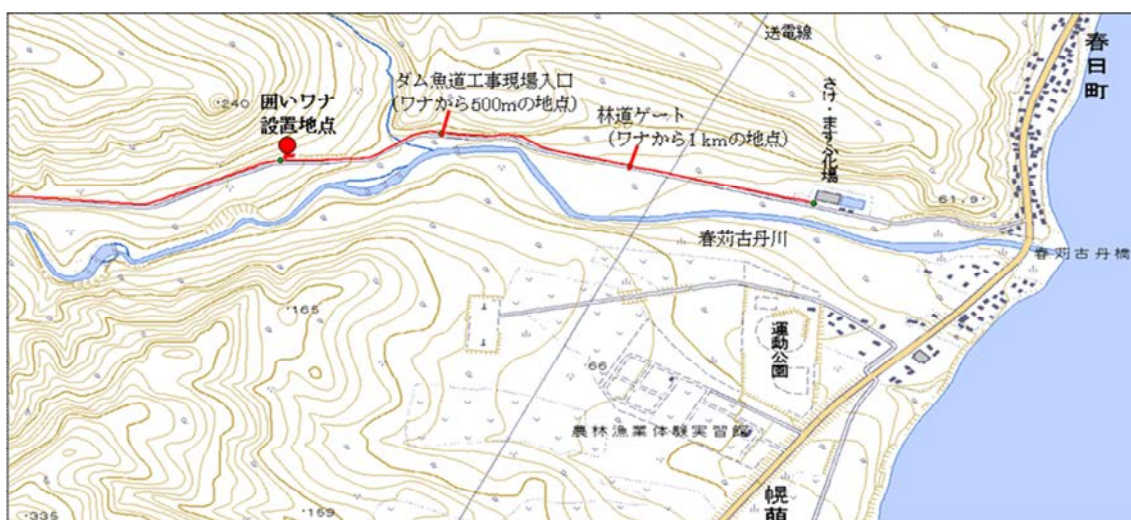 送電線
春日町
ダム魚道工事現場入口
(ワナから500mの地点)
・240
囲いワナ
設置地点
林道ゲート
(ワナから1kmの地点)
さけ・ますふ化場
61.9・
春苅古丹川
春苅古丹橋
・165
運動公園
・66
農林漁業体験実習館
幌萌
・335
・159